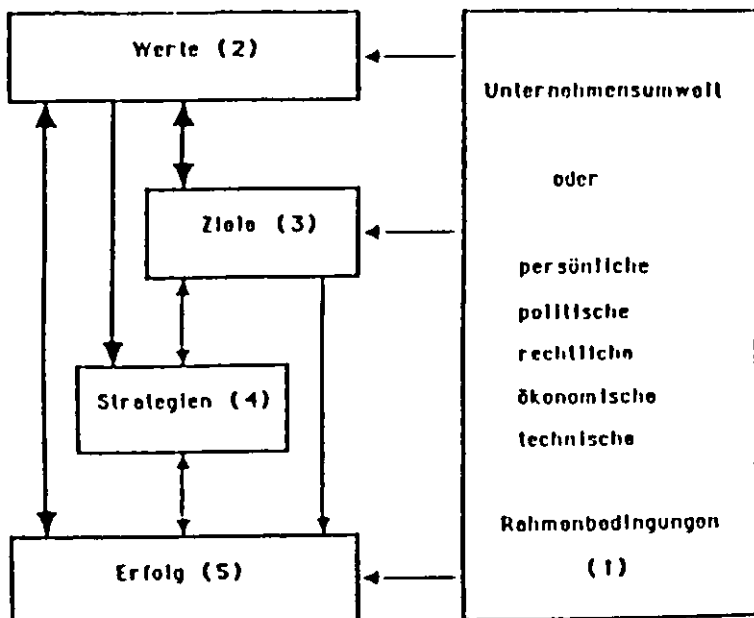 Werte (2)
Ziele (3)
Strategien (4)
Erfolg (5)
Unternehmensumwelt
oder
persönliche
politische
rechtliche
ökonomische
technische
Rahmenbedingungen
(1)